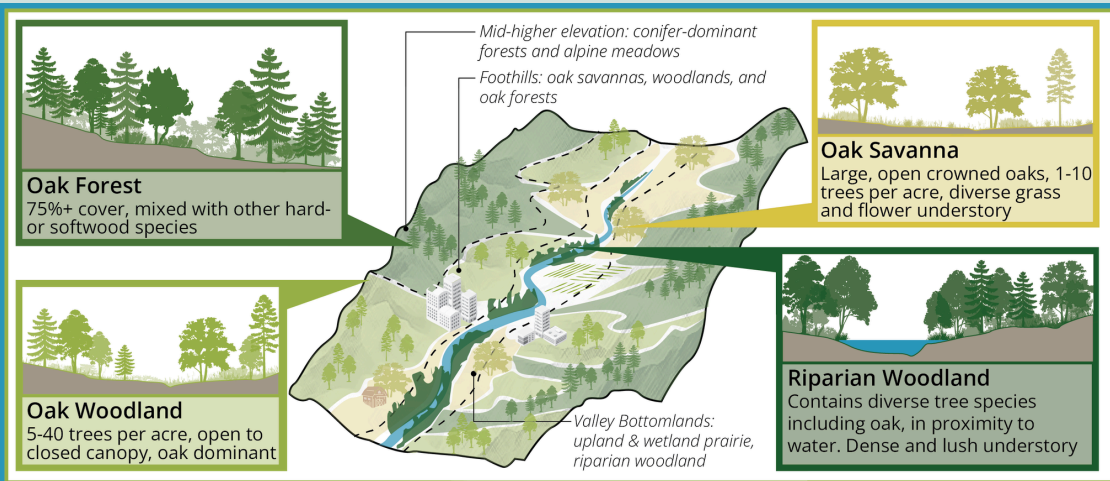 Mid-higher elevation: conifer-dominant
forests and alpine meadows
Foothills: oak savannas, woodlands, and
oak forests
Oak Forest
75%+ cover, mixed with other hard-
or softwood species
Oak Savanna
Large, open crowned oaks, 1-10
trees per acre, diverse grass
and flower understory
Oak Woodland
5-40 trees per acre, open to
closed canopy, oak dominant
Riparian Woodland
Contains diverse tree species
including oak, in proximity to
water. Dense and lush understory
Valley Bottomlands:
upland & wetland prairie,
riparian woodland